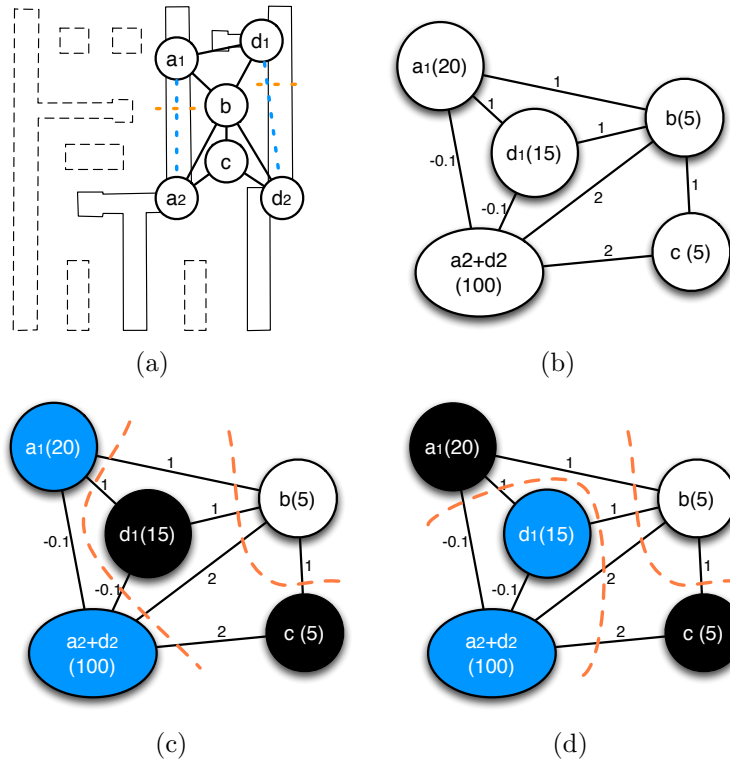 a1
d1
b
c
a2
d2
(a)
a1(20)
1
b(5)
1
d1(15)
1
-0.1
-0.1
2
1
a2+d2
(100)
2
c (5)
(b)
a1(20)
1
b(5)
1
d1(15)
1
-0.1
-0.1
2
1
a2+d2
(100)
2
c (5)
(c)
a1(20)
1
b(5)
1
d1(15)
1
-0.1
-0.1
2
1
a2+d2
(100)
2
c (5)
(d)